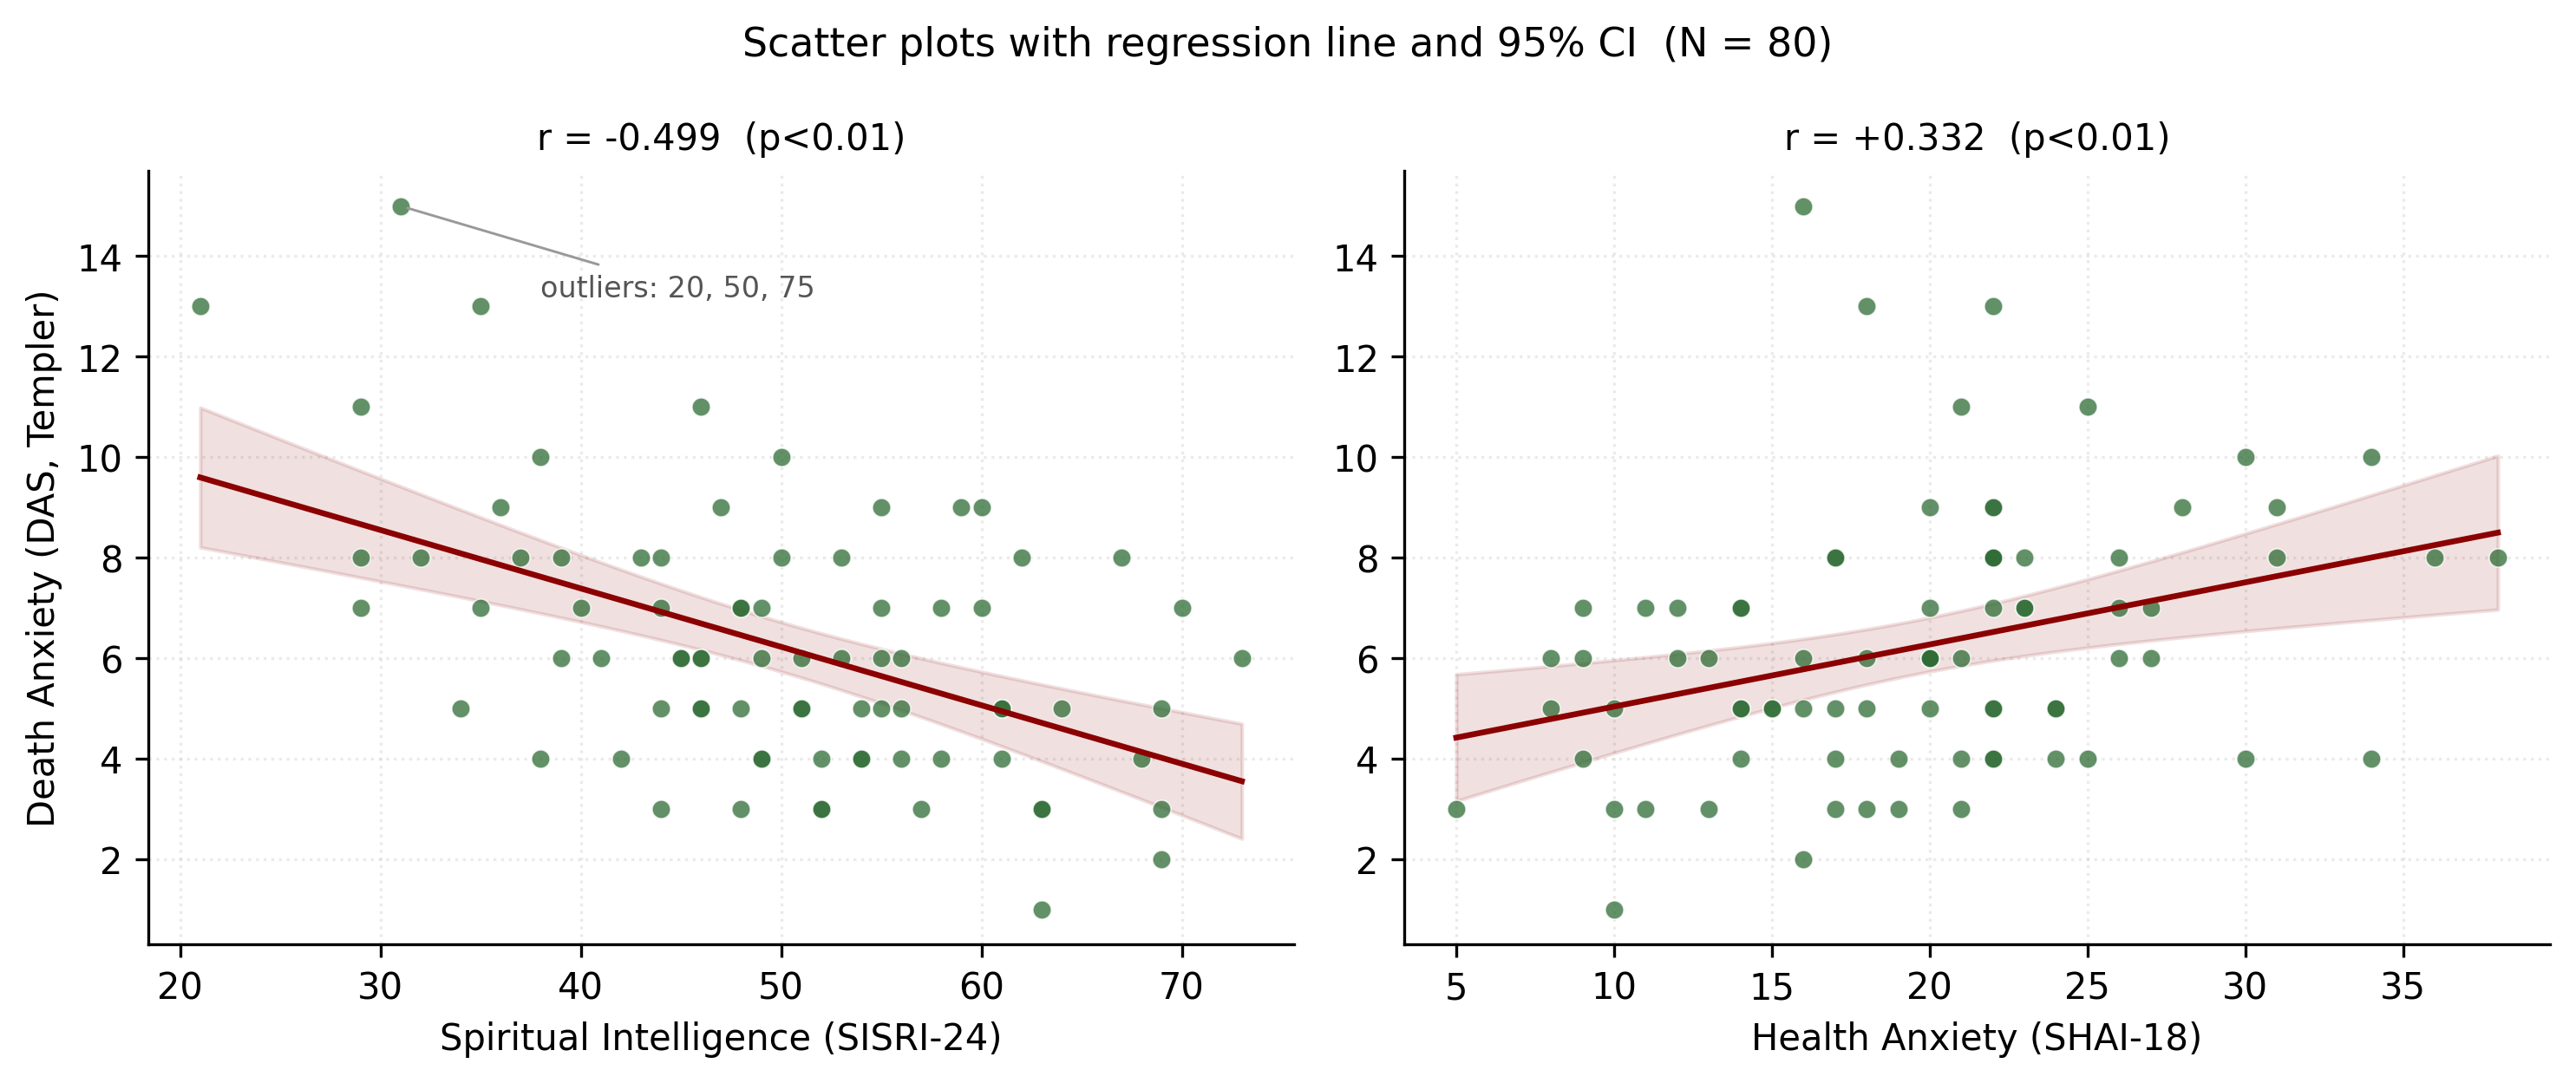 Scatter plots with regression line and 95% CI  (N = 80)
r = -0.499  (p<0.01)
Death Anxiety (DAS, Templer)
14
12
10
8
6
4
2
outliers: 20, 50, 75
20 30 40 50 60 70
Spiritual Intelligence (SISRI-24)
r = +0.332  (p<0.01)
14
12
10
8
6
4
2
5 10 15 20 25 30 35
Health Anxiety (SHAI-18)